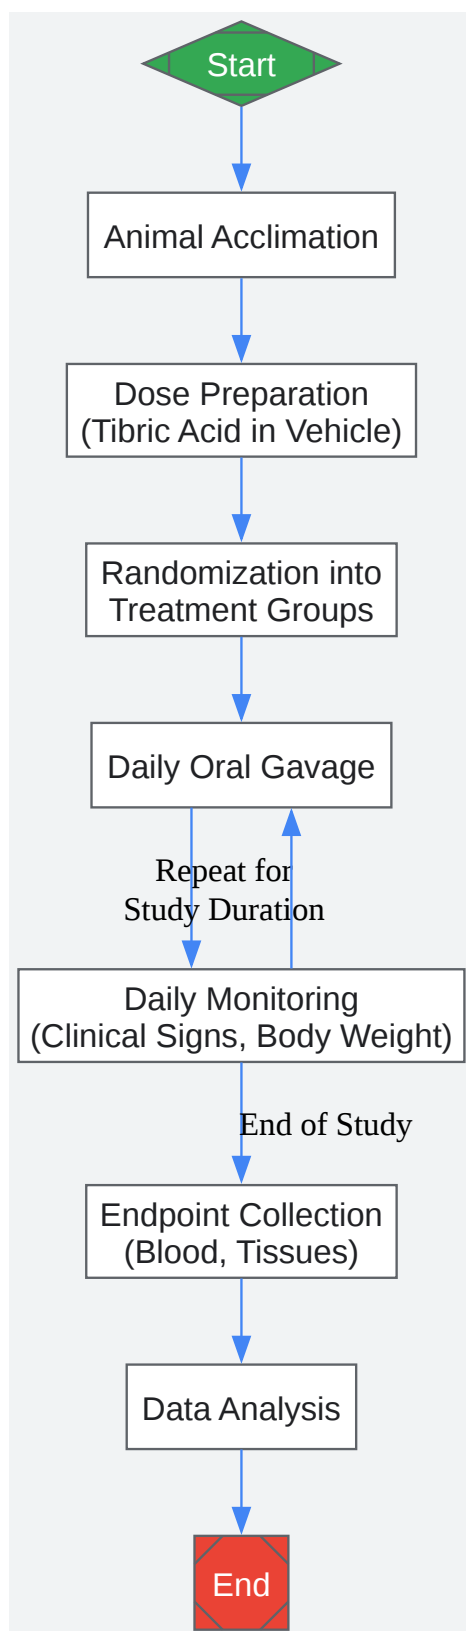 Start
Animal Acclimation
Dose Preparation
(Tibric Acid in Vehicle)
Randomization into
Treatment Groups
Daily Oral Gavage
Repeat for
Study Duration
Daily Monitoring
(Clinical Signs, Body Weight)
End of Study
Endpoint Collection
(Blood, Tissues)
Data Analysis
End